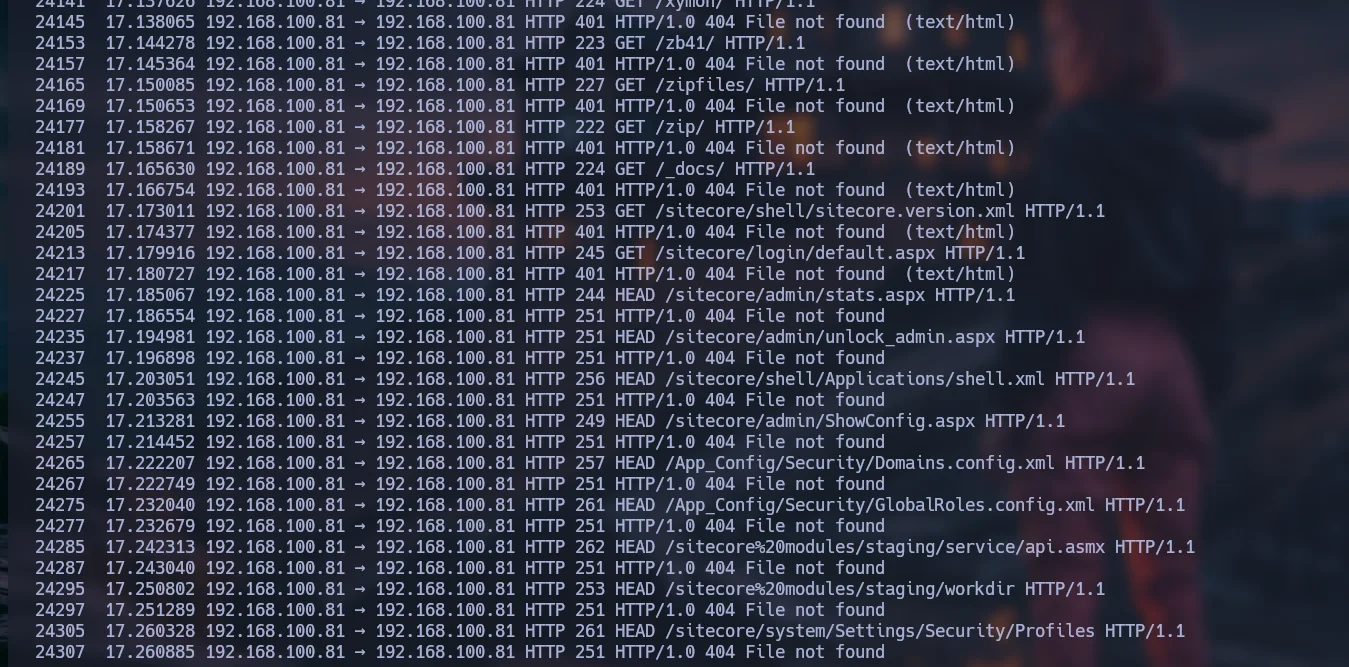 24141  17.137626 192.168.100.81 → 192.168.100.81 HTTP 224 GET /xymon/ HTTP/1.1
24145  17.138065 192.168.100.81 → 192.168.100.81 HTTP 401 HTTP/1.0 404 File not found  (text/html)
24153  17.144278 192.168.100.81 → 192.168.100.81 HTTP 223 GET /zb41/ HTTP/1.1
24157  17.145364 192.168.100.81 → 192.168.100.81 HTTP 401 HTTP/1.0 404 File not found  (text/html)
24165  17.150085 192.168.100.81 → 192.168.100.81 HTTP 227 GET /zipfiles/ HTTP/1.1
24169  17.150653 192.168.100.81 → 192.168.100.81 HTTP 401 HTTP/1.0 404 File not found  (text/html)
24177  17.158267 192.168.100.81 → 192.168.100.81 HTTP 222 GET /zip/ HTTP/1.1
24181  17.158671 192.168.100.81 → 192.168.100.81 HTTP 401 HTTP/1.0 404 File not found  (text/html)
24189  17.165630 192.168.100.81 → 192.168.100.81 HTTP 224 GET /_docs/ HTTP/1.1
24193  17.166754 192.168.100.81 → 192.168.100.81 HTTP 401 HTTP/1.0 404 File not found  (text/html)
24201  17.173011 192.168.100.81 → 192.168.100.81 HTTP 253 GET /sitecore/shell/sitecore.version.xml HTTP/1.1
24205  17.174377 192.168.100.81 → 192.168.100.81 HTTP 401 HTTP/1.0 404 File not found  (text/html)
24213  17.179916 192.168.100.81 → 192.168.100.81 HTTP 245 GET /sitecore/login/default.aspx HTTP/1.1
24217  17.180727 192.168.100.81 → 192.168.100.81 HTTP 401 HTTP/1.0 404 File not found  (text/html)
24225  17.185067 192.168.100.81 → 192.168.100.81 HTTP 244 HEAD /sitecore/admin/stats.aspx HTTP/1.1
24227  17.186554 192.168.100.81 → 192.168.100.81 HTTP 251 HTTP/1.0 404 File not found
24235  17.194981 192.168.100.81 → 192.168.100.81 HTTP 251 HEAD /sitecore/admin/unlock_admin.aspx HTTP/1.1
24237  17.196898 192.168.100.81 → 192.168.100.81 HTTP 251 HTTP/1.0 404 File not found
24245  17.203051 192.168.100.81 → 192.168.100.81 HTTP 256 HEAD /sitecore/shell/Applications/shell.xml HTTP/1.1
24247  17.203563 192.168.100.81 → 192.168.100.81 HTTP 251 HTTP/1.0 404 File not found
24255  17.213281 192.168.100.81 → 192.168.100.81 HTTP 249 HEAD /sitecore/admin/ShowConfig.aspx HTTP/1.1
24257  17.214452 192.168.100.81 → 192.168.100.81 HTTP 251 HTTP/1.0 404 File not found
24265  17.222207 192.168.100.81 → 192.168.100.81 HTTP 257 HEAD /App_Config/Security/Domains.config.xml HTTP/1.1
24267  17.222749 192.168.100.81 → 192.168.100.81 HTTP 251 HTTP/1.0 404 File not found
24275  17.232040 192.168.100.81 → 192.168.100.81 HTTP 261 HEAD /App_Config/Security/GlobalRoles.config.xml HTTP/1.1
24277  17.232679 192.168.100.81 → 192.168.100.81 HTTP 251 HTTP/1.0 404 File not found
24285  17.242313 192.168.100.81 → 192.168.100.81 HTTP 262 HEAD /sitecore%20modules/staging/service/api.asmx HTTP/1.1
24287  17.243040 192.168.100.81 → 192.168.100.81 HTTP 251 HTTP/1.0 404 File not found
24295  17.250802 192.168.100.81 → 192.168.100.81 HTTP 253 HEAD /sitecore%20modules/staging/workdir HTTP/1.1
24297  17.251289 192.168.100.81 → 192.168.100.81 HTTP 251 HTTP/1.0 404 File not found
24305  17.260328 192.168.100.81 → 192.168.100.81 HTTP 261 HEAD /sitecore/system/Settings/Security/Profiles HTTP/1.1
24307  17.260885 192.168.100.81 → 192.168.100.81 HTTP 251 HTTP/1.0 404 File not found